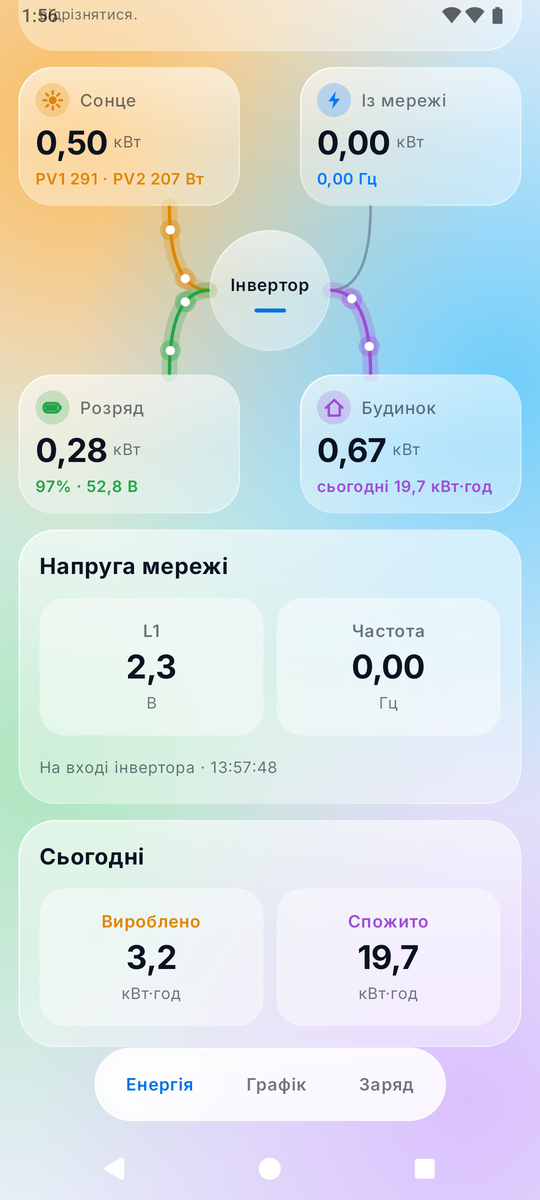 1:56
відрізнятися.
Сонце
0,50 кВт
PV1 291 · PV2 207 Вт
Із мережі
0,00 кВт
0,00 Гц
Інвертор
Розряд
0,28 кВт
97% · 52,8 В
Будинок
0,67 кВт
сьогодні 19,7 кВт·год
Напруга мережі
L1
2,3
В
Частота
0,00
Гц
На вході інвертора · 13:57:48
Сьогодні
Вироблено
3,2
кВт·год
Спожито
19,7
кВт·год
Енергія
Графік
Заряд